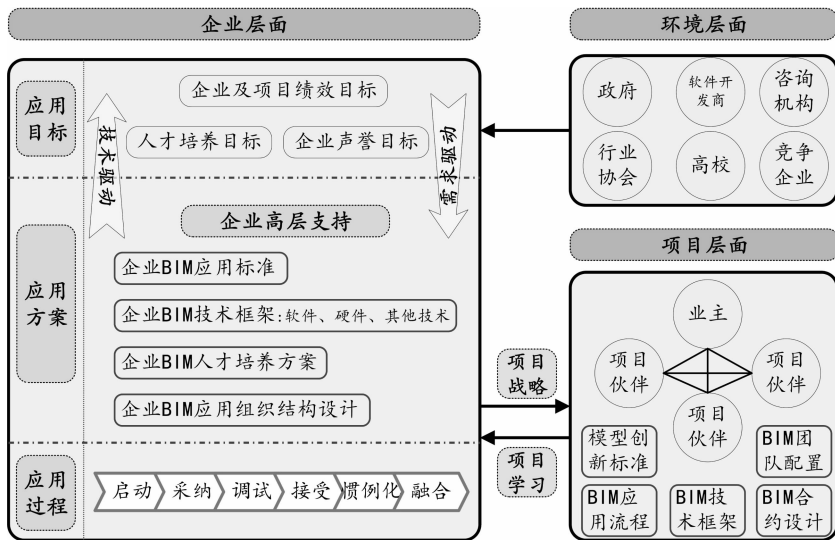 企业层面
应用
目标
企业及项目绩效目标
人才培养目标
企业声誉目标
技术驱动
需求驱动
应用
方案
企业高层支持
企业BIM应用标准
企业BIM技术框架:软件、硬件、其他技术
企业BIM人才培养方案
企业BIM应用组织结构设计
应用
过程
启动
采纳
调试
接受
惯例化
融合
项目
战略
项目
学习
环境层面
政府
软件开
发商
咨询
机构
行业
协会
高校
竞争
企业
项目层面
业主
项目
伙伴
项目
伙伴
项目
伙伴
模型创
新标准
BIM团
队配置
BIM应
用流程
BIM技
术框架
BIM合
约设计